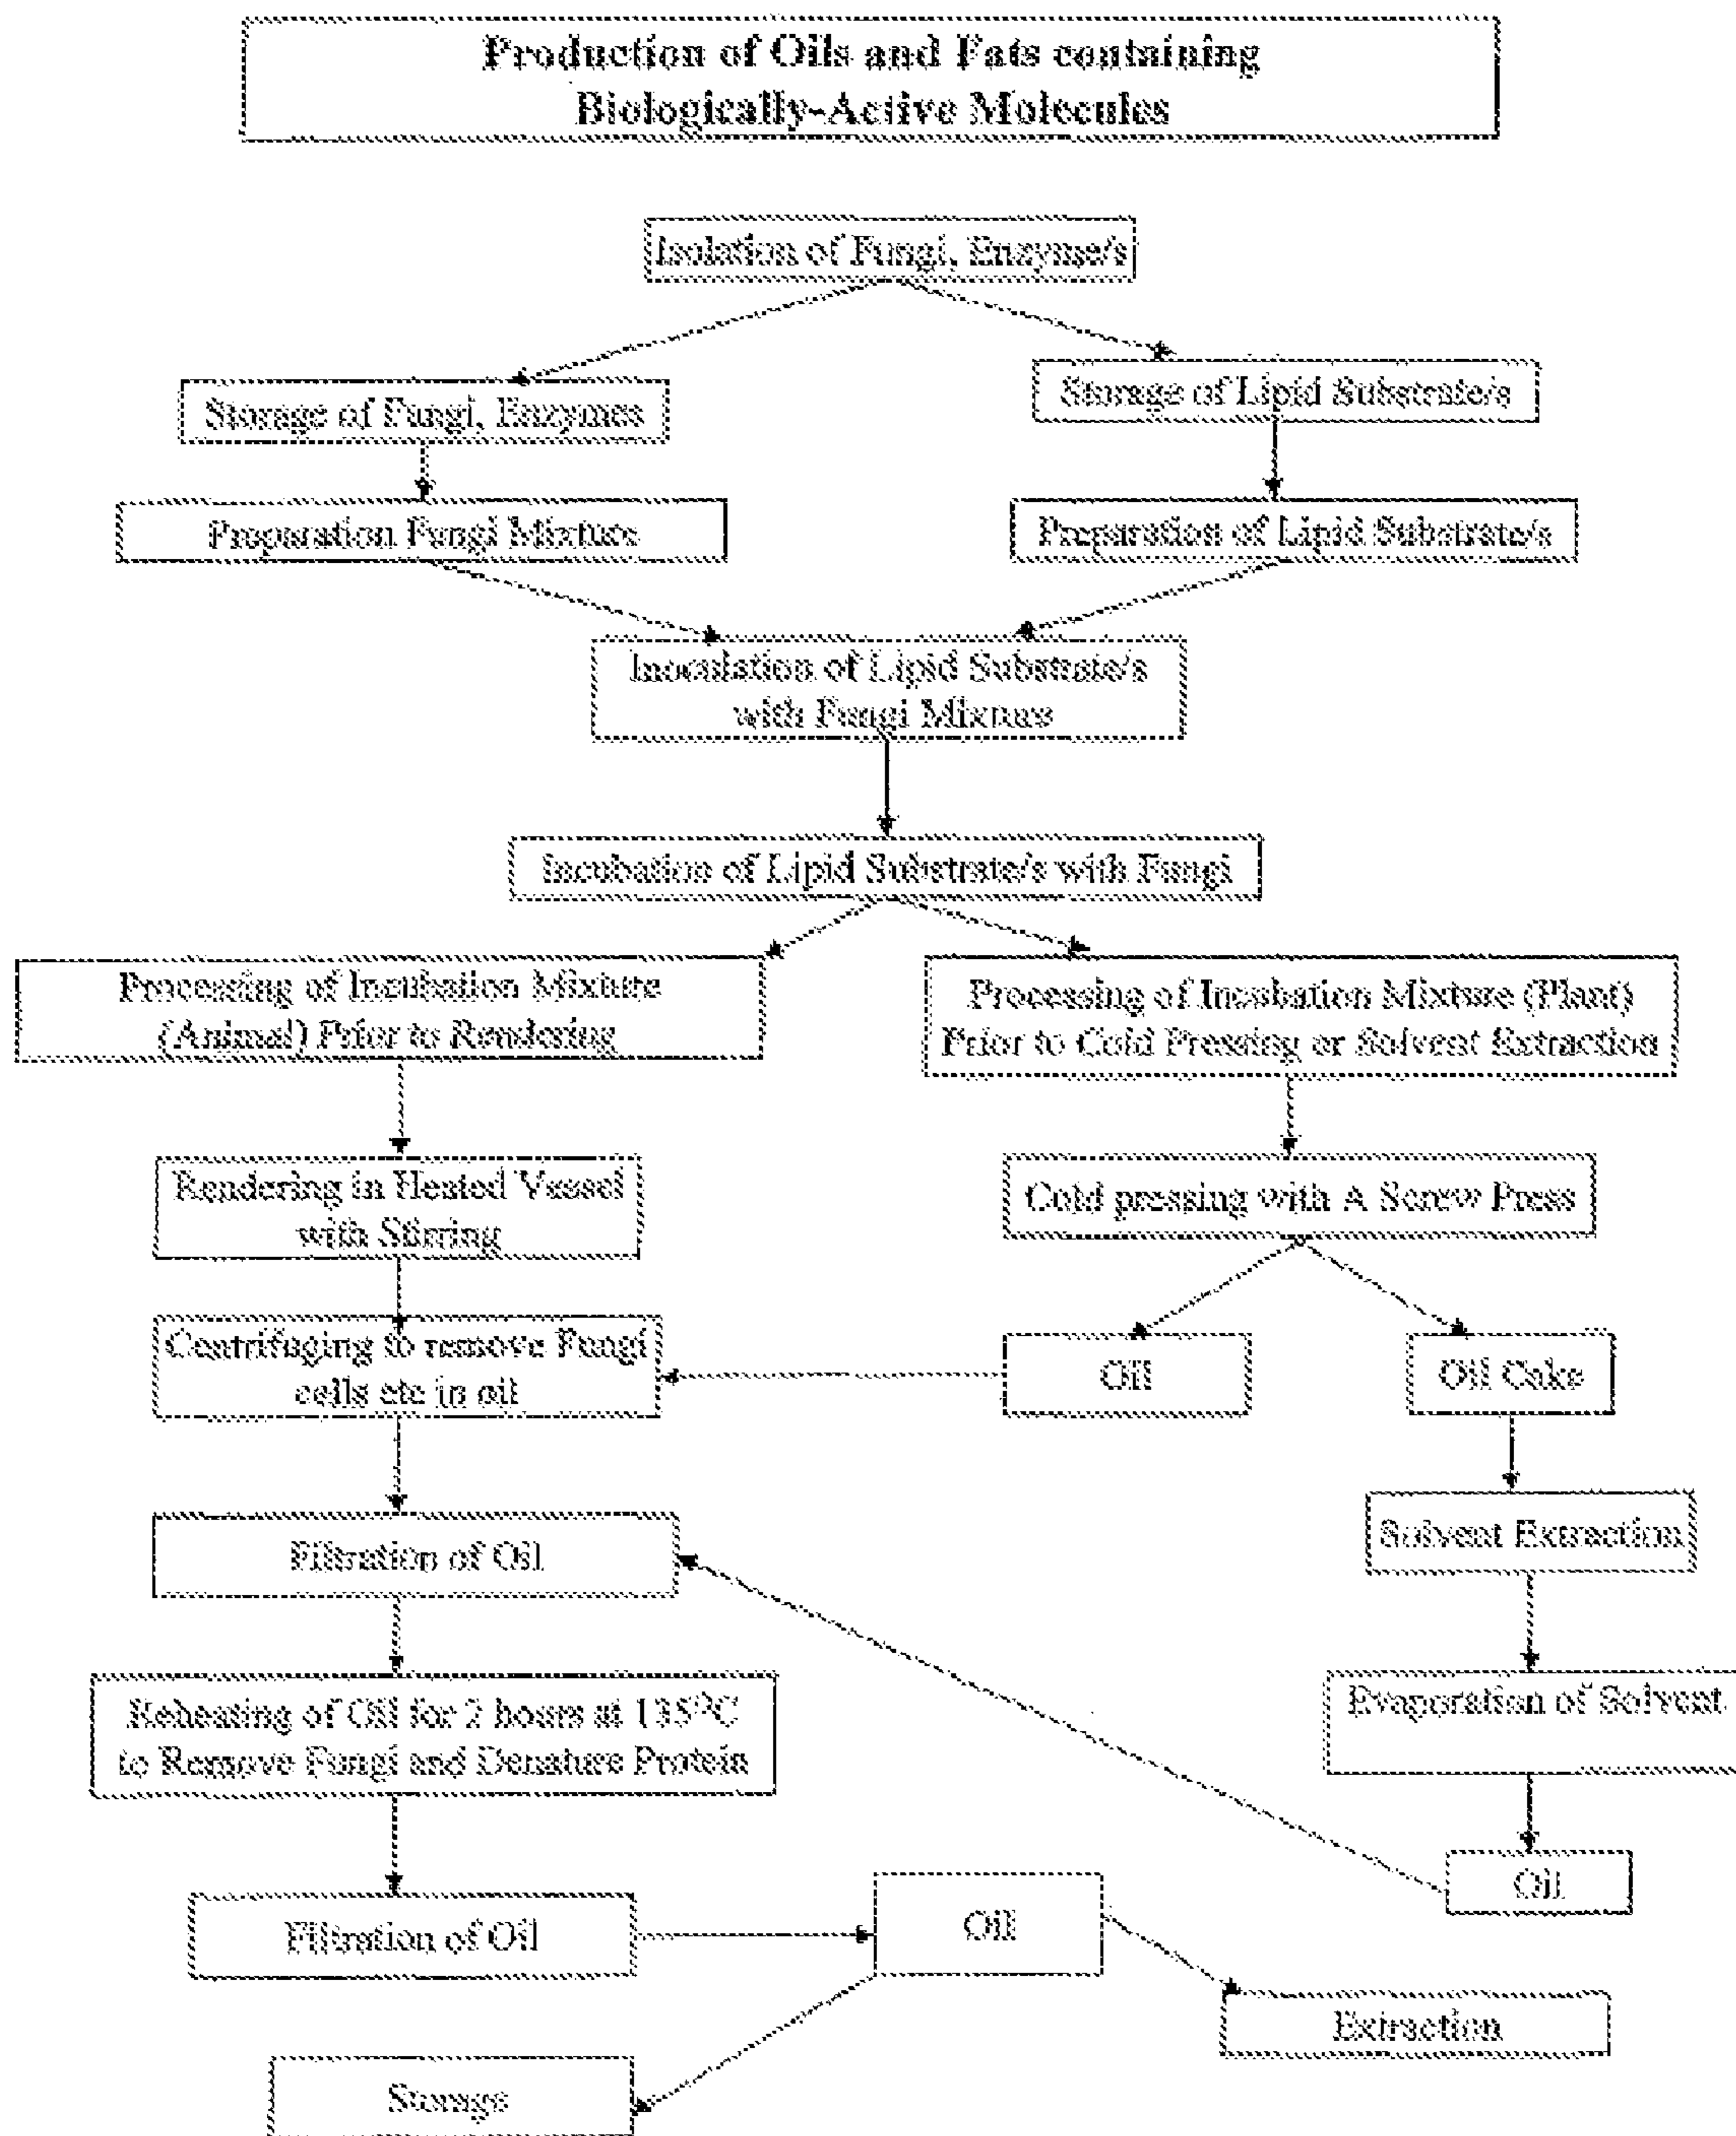 Production of Oils and Fats containing
Biologically-Active Molecules
Isolation of Fungi, Enzyme/s
Storage of Fungi, Enzymes
Storage of Lipid Substrate/s
Preparation Fungi Mixture
Preparation of Lipid Substrate/s
Inoculation of Lipid Substrate/s
with Fungi Mixture
Incubation of Lipid Substrate/s with Fungi
Processing of Incubation Mixture
(Animal) Prior to Rendering
Processing of Incubation Mixture (Plant)
Prior to Cold Pressing or Solvent Extraction
Rendering in Heated Vessel
with Stirring
Cold pressing with A Screw Press
Centrifuging to remove Fungi
cells etc in oil
Oil
Oil Cake
Filtration of Oil
Solvent Extraction
Reheating of Oil for 2 hours at 135°C
to Remove Fungi and Denature Protein
Evaporation of Solvent
Oil
Filtration of Oil
Oil
Extraction
Storage